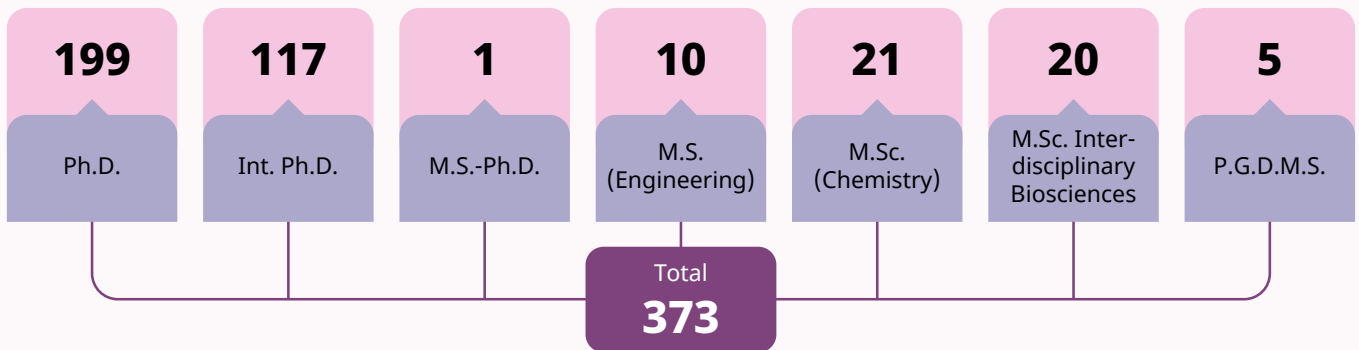 199
Ph.D.
117
Int. Ph.D.
1
M.S.-Ph.D.
10
M.S.
(Engineering)
21
M.Sc.
(Chemistry)
20
M.Sc. Inter-
disciplinary
Biosciences
5
P.G.D.M.S.
Total
373